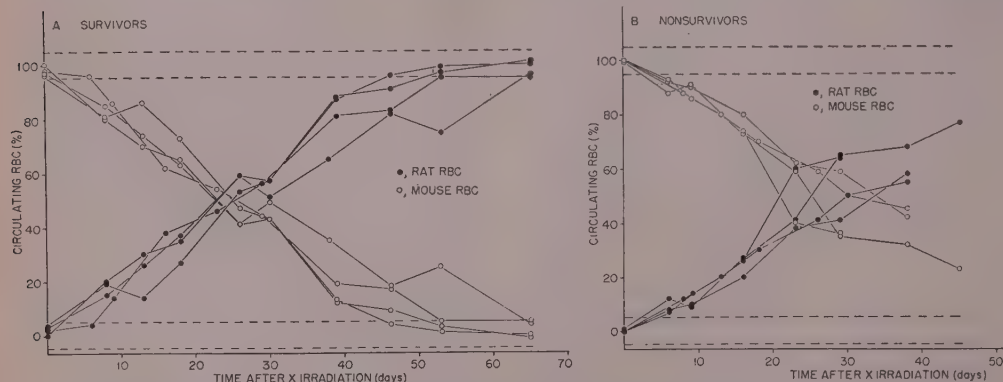 A SURVIVORS
100
80
60
40
20
0
CIRCULATING RBC (%)
●, RAT RBC
○, MOUSE RBC
10 20 30 40 50 60 70
TIME AFTER X IRRADIATION (days)
B NONSURVIVORS
100
80
60
40
20
0
CIRCULATING RBC (%)
●, RAT RBC
○, MOUSE RBC
10 20 30 40 50
TIME AFTER X IRRADIATION (days)